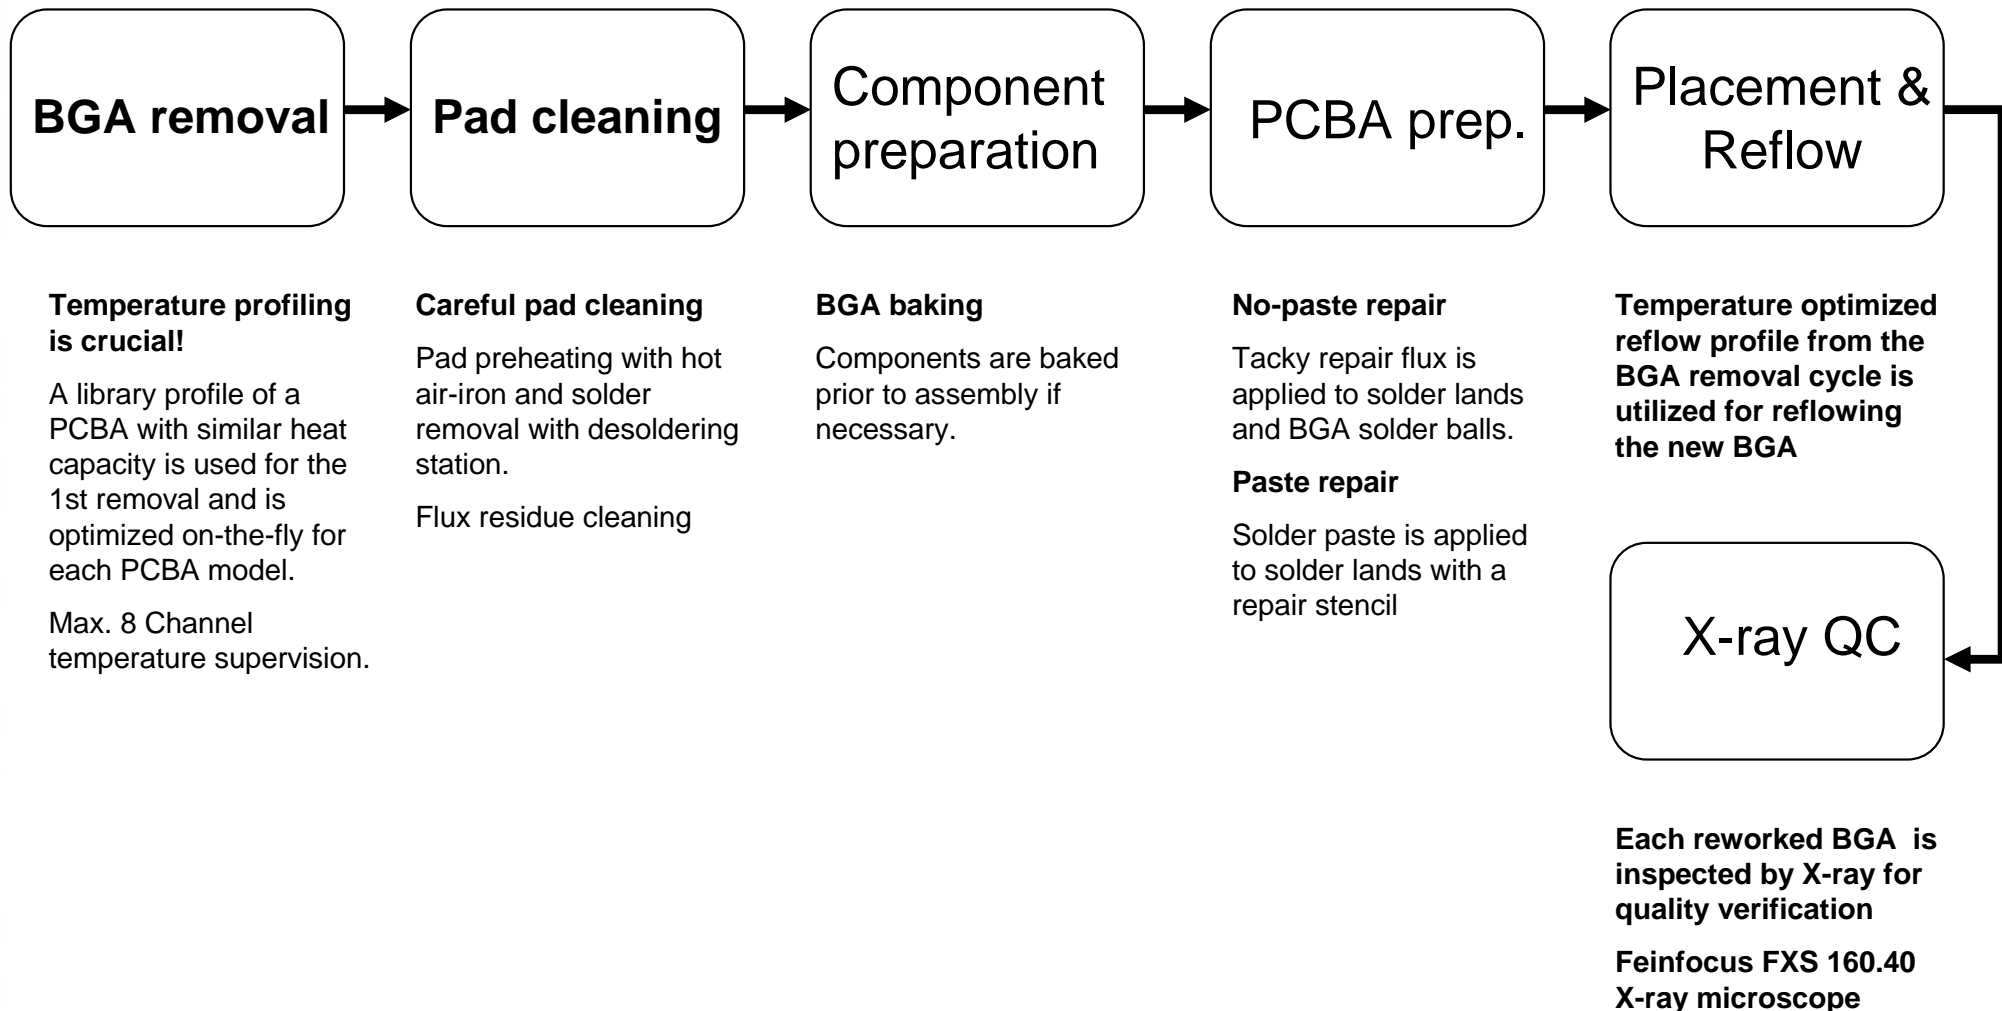 BGA removal
Pad cleaning
Component
preparation
PCBA prep.
Placement &
Reflow
Temperature profiling
is crucial!
A library profile of a
PCBA with similar heat
capacity is used for the
1st removal and is
optimized on-the-fly for
each PCBA model.
Max. 8 Channel
temperature supervision.
Careful pad cleaning
Pad preheating with hot
air-iron and solder
removal with desoldering
station.
Flux residue cleaning
BGA baking
Components are baked
prior to assembly if
necessary.
No-paste repair
Tacky repair flux is
applied to solder lands
and BGA solder balls.
Paste repair
Solder paste is applied
to solder lands with a
repair stencil
Temperature optimized
reflow profile from the
BGA removal cycle is
utilized for reflowing
the new BGA
X-ray QC
Each reworked BGA  is
inspected by X-ray for
quality verification
Feinfocus FXS 160.40
X-ray microscope